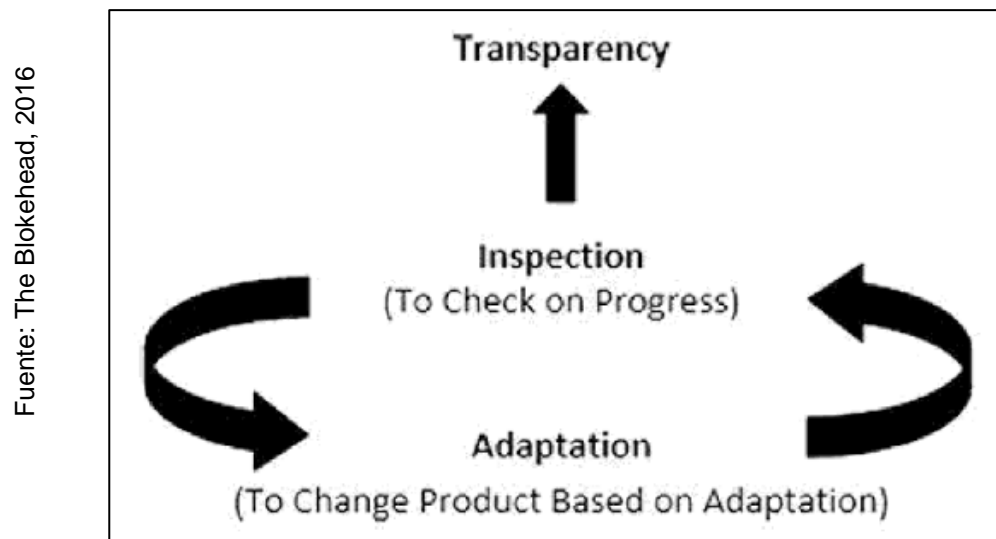 Fuente: The Blokehead, 2016
Transparency
Inspection
(To Check on Progress)
Adaptation
(To Change Product Based on Adaptation)